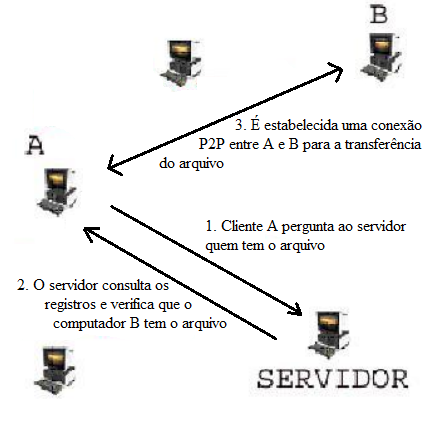 B
3. É estabelecida uma conexão
P2P entre A e B para a transferência
do arquivo
A
1. Cliente A pergunta ao servidor
quem tem o arquivo
2. O servidor consulta os
registros e verifica que o
computador B tem o arquivo
SERVIDOR